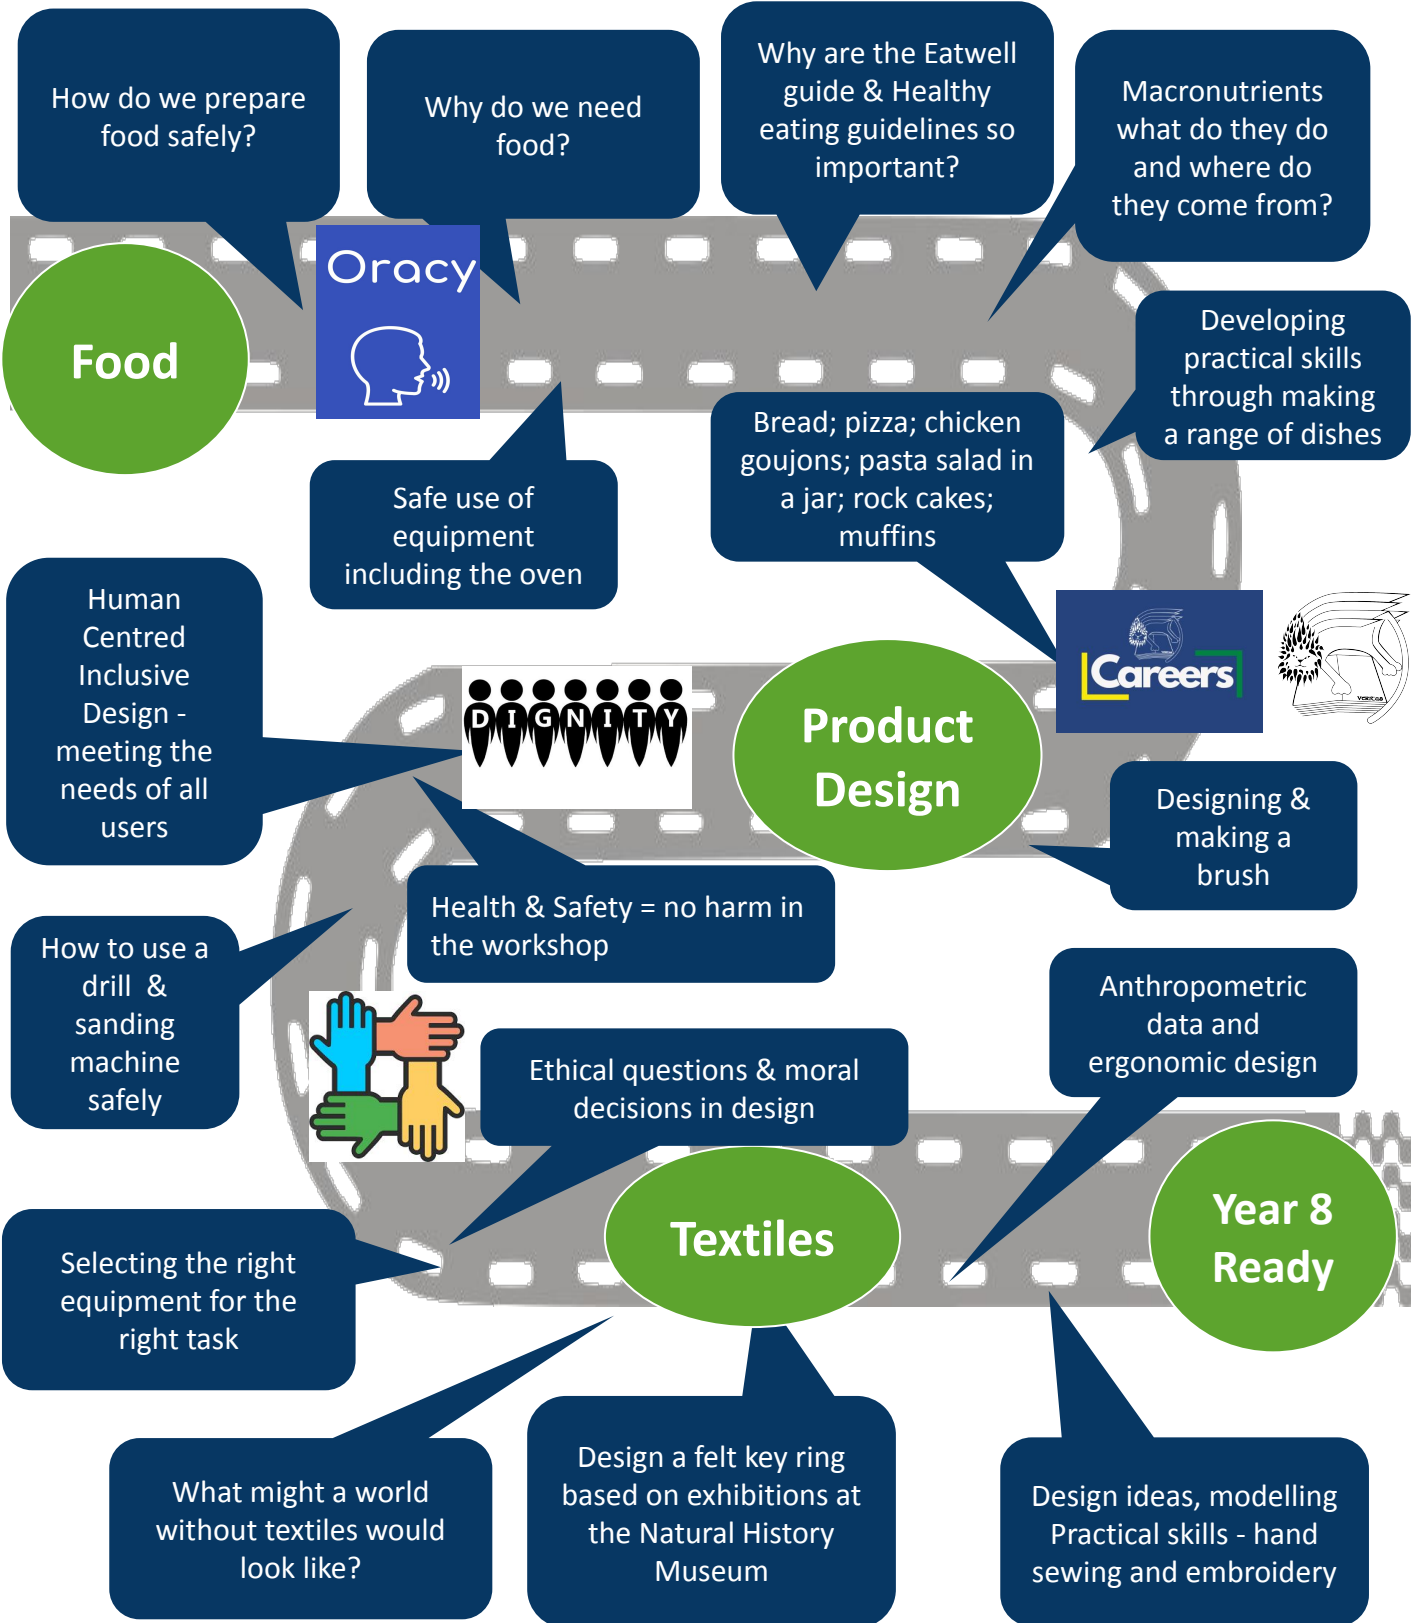 How do we prepare
food safely?
Why do we need
food?
Why are the Eatwell
guide & Healthy
eating guidelines so
important?
Macronutrients
what do they do
and where do
they come from?
Oracy
Food
Developing
practical skills
through making
a range of dishes
Bread; pizza; chicken
goujons; pasta salad in
a jar; rock cakes;
muffins
Safe use of
equipment
including the oven
Human
Centred
Inclusive
Design -
meeting the
needs of all
users
DIGNITY
Product
Design
Careers
Designing &
making a
brush
Health & Safety = no harm in
the workshop
How to use a
drill & 
sanding
machine
safely
Anthropometric
data and
ergonomic design
Ethical questions & moral
decisions in design
Textiles
Year 8
Ready
Selecting the right
equipment for the
right task
What might a world
without textiles would
look like?
Design a felt key ring
based on exhibitions at
the Natural History
Museum
Design ideas, modelling
Practical skills - hand
sewing and embroidery